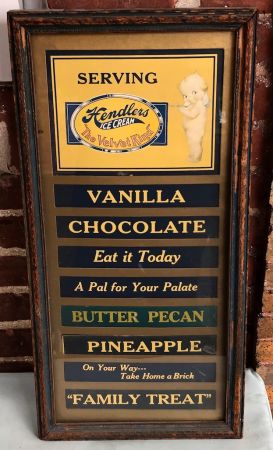 SERVING
Hendlers
ICE CREAM
The Velvet Kind
VANILLA
CHOCOLATE
Eat it Today
A Pal for Your Palate
BUTTER PECAN
PINEAPPLE
On Your Way---
Take Home a Brick
"FAMILY TREAT"